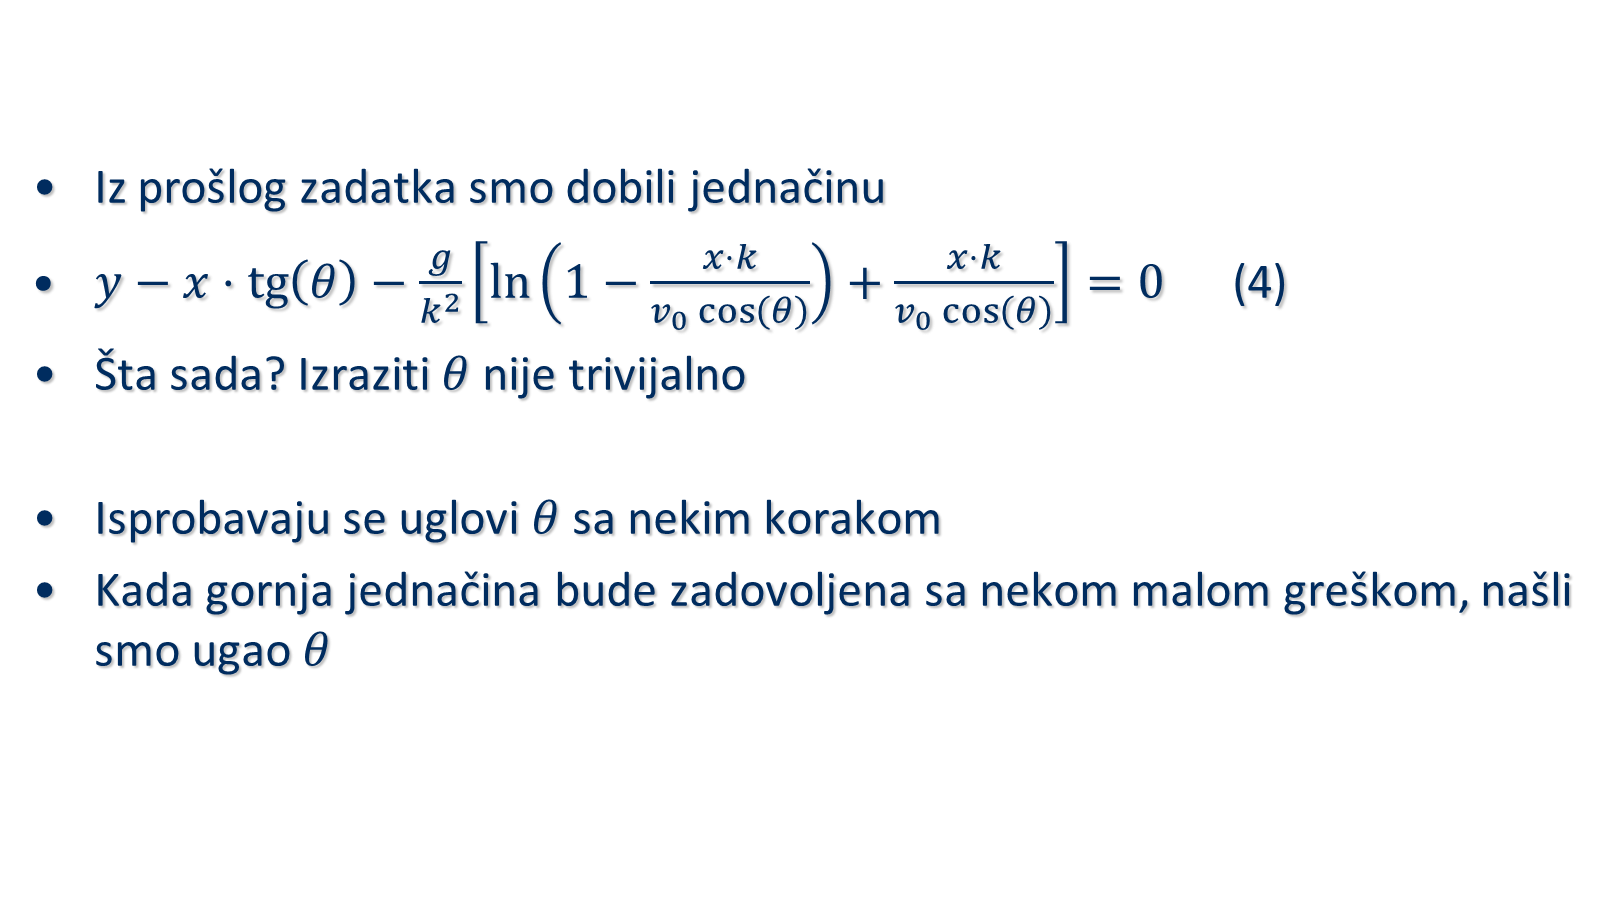 • Iz prošlog zadatka smo dobili jednačinu
• y − x · tg(θ) − g/k² [ln(1 − x·k/(v₀ cos(θ))) + x·k/(v₀ cos(θ))] = 0 (4)
• Šta sada? Izraziti θ nije trivijalno
• Isprobavaju se uglovi θ sa nekim korakom
• Kada gornja jednačina bude zadovoljena sa nekom malom greškom, našli
smo ugao θ